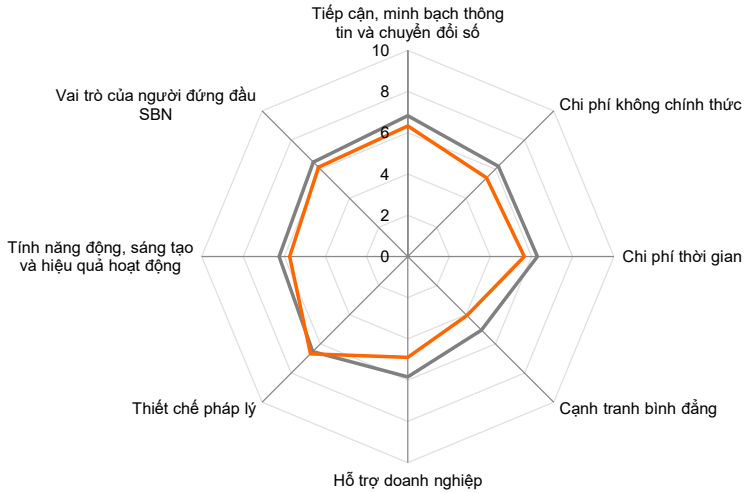 Tiếp cận, minh bạch thông
tin và chuyển đổi số
10
Vai trò của người đứng đầu
SBN
8
Chi phí không chính thức
6
4
2
Tính năng động, sáng tạo
và hiệu quả hoạt động
0
Chi phí thời gian
Thiết chế pháp lý
Cạnh tranh bình đẳng
Hỗ trợ doanh nghiệp